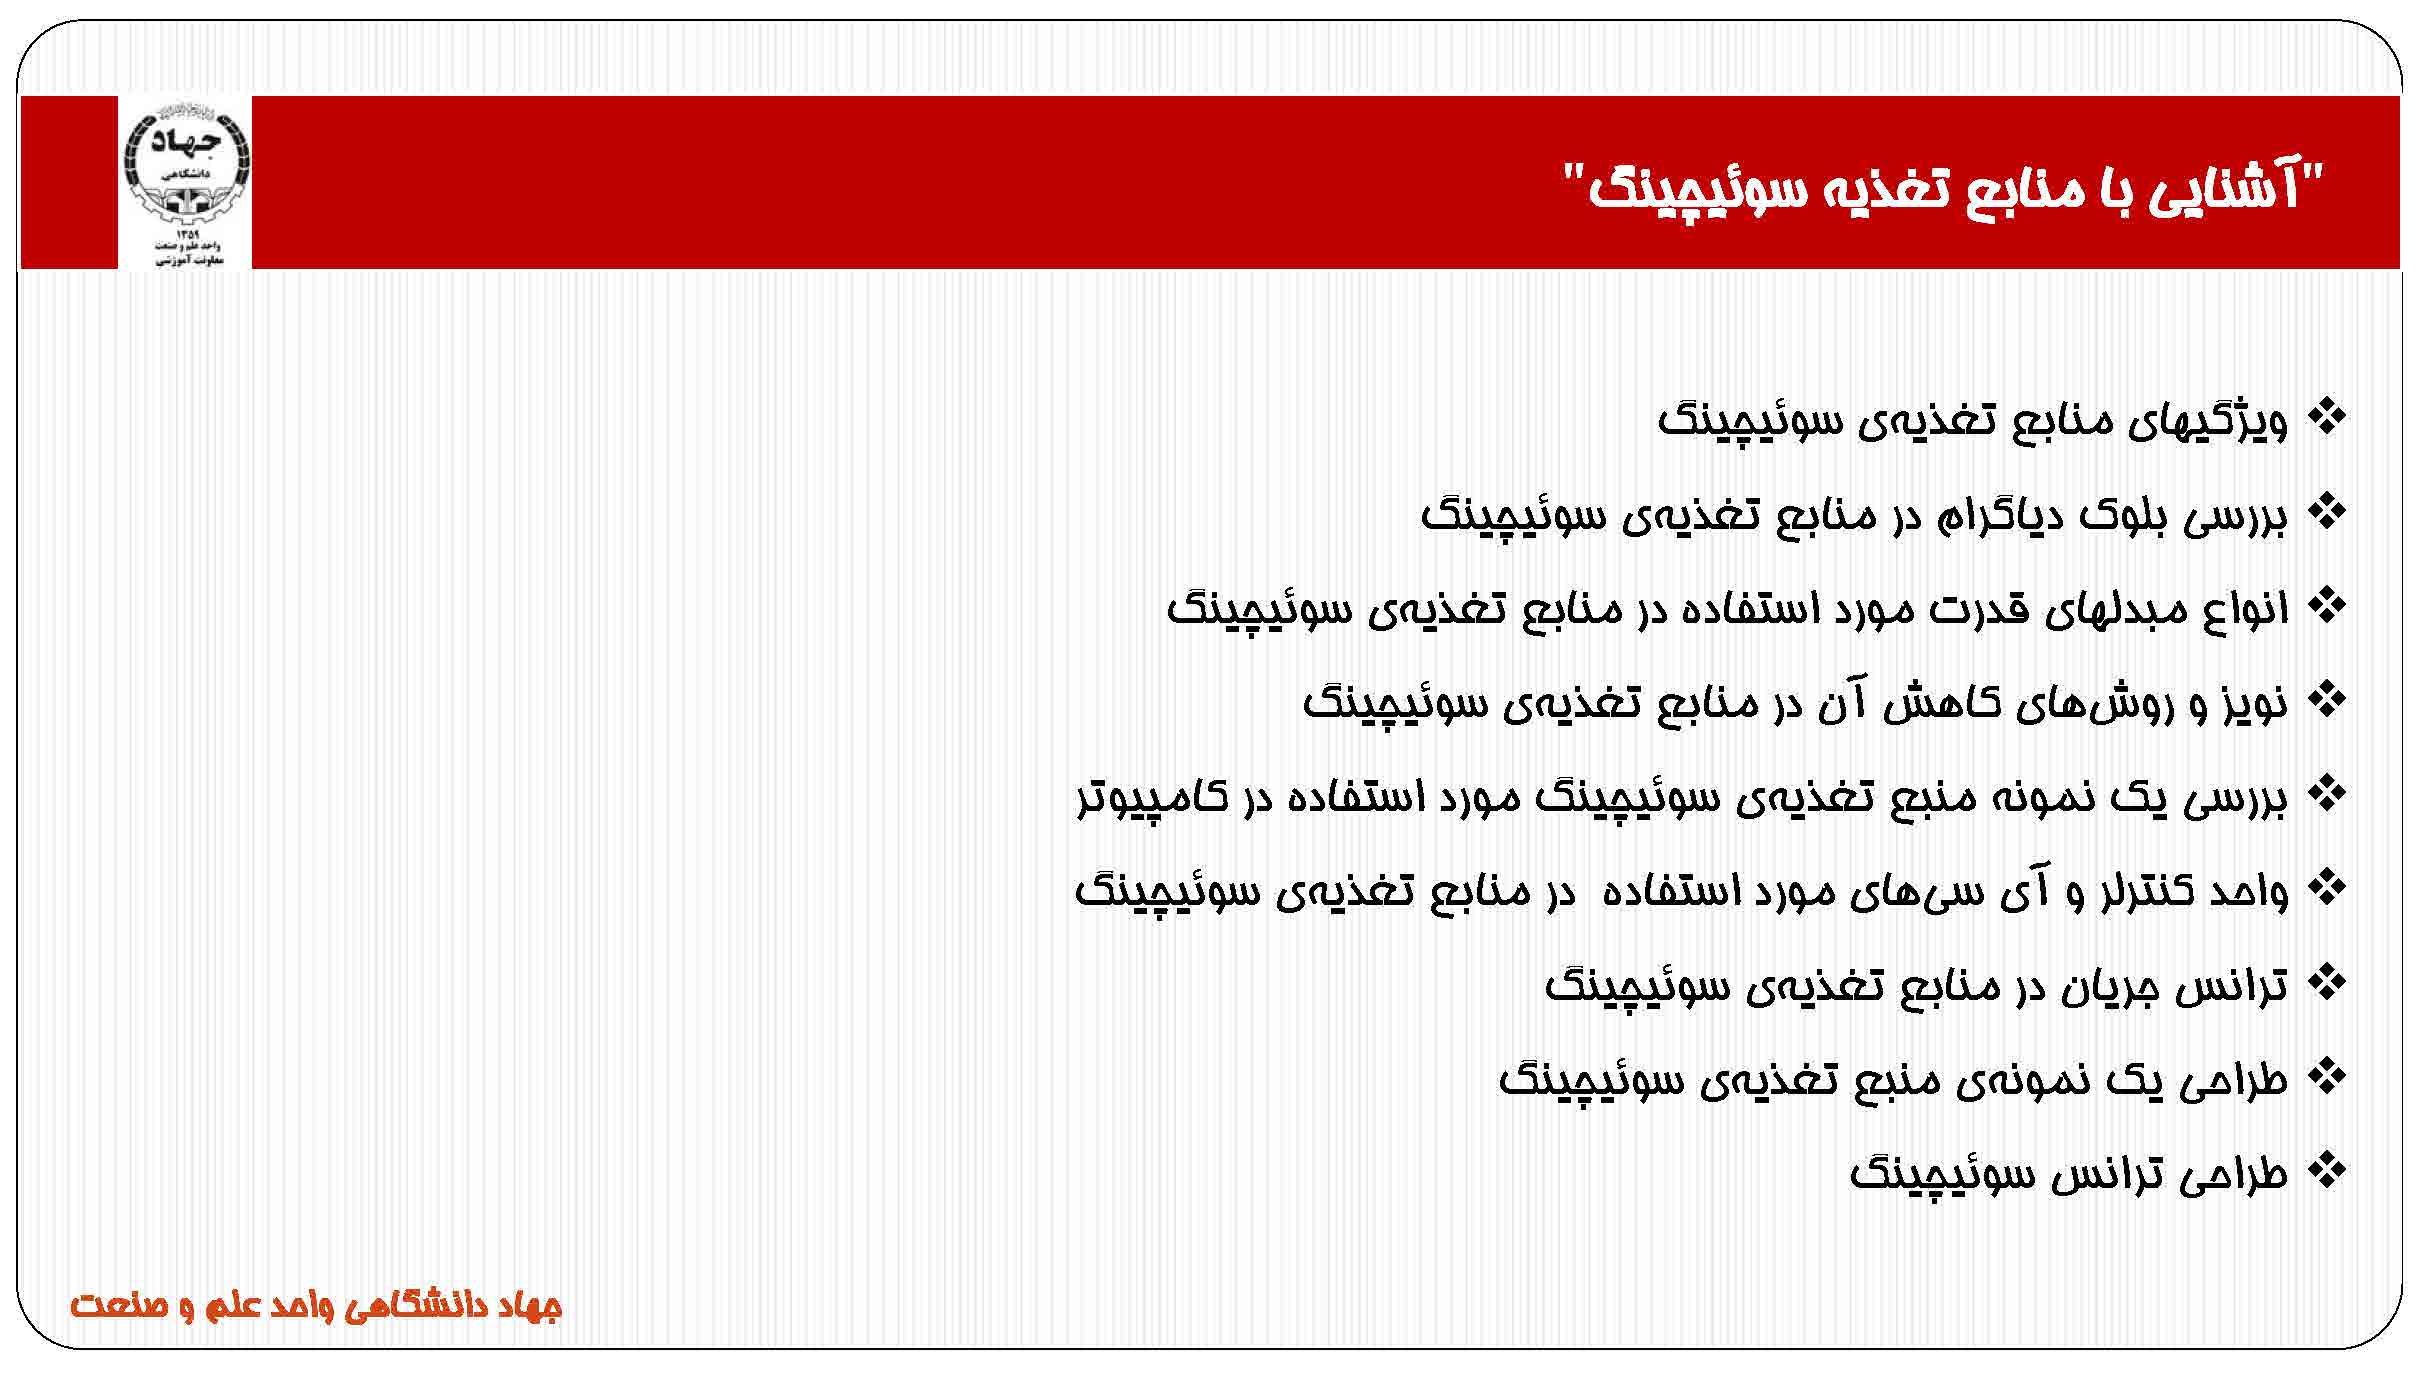 "آشنایی با منابع تغذیه سوئیچینگ"
جهاد
دانشگاهی
۱۳۵۹
واحد علم و صنعت
معاونت آموزشی
❖ ویژگیهای منابع تغذیه‌ی سوئیچینگ
❖ بررسی بلوک دیاگرام در منابع تغذیه‌ی سوئیچینگ
❖ انواع مبدلهای قدرت مورد استفاده در منابع تغذیه‌ی سوئیچینگ
❖ نویز و روش‌های کاهش آن در منابع تغذیه‌ی سوئیچینگ
❖ بررسی یک نمونه منبع تغذیه‌ی سوئیچینگ مورد استفاده در کامپیوتر
❖ واحد کنترلر و آی سی‌های مورد استفاده در منابع تغذیه‌ی سوئیچینگ
❖ ترانس جریان در منابع تغذیه‌ی سوئیچینگ
❖ طراحی یک نمونه‌ی منبع تغذیه‌ی سوئیچینگ
❖ طراحی ترانس سوئیچینگ
جهاد دانشگاهی واحد علم و صنعت